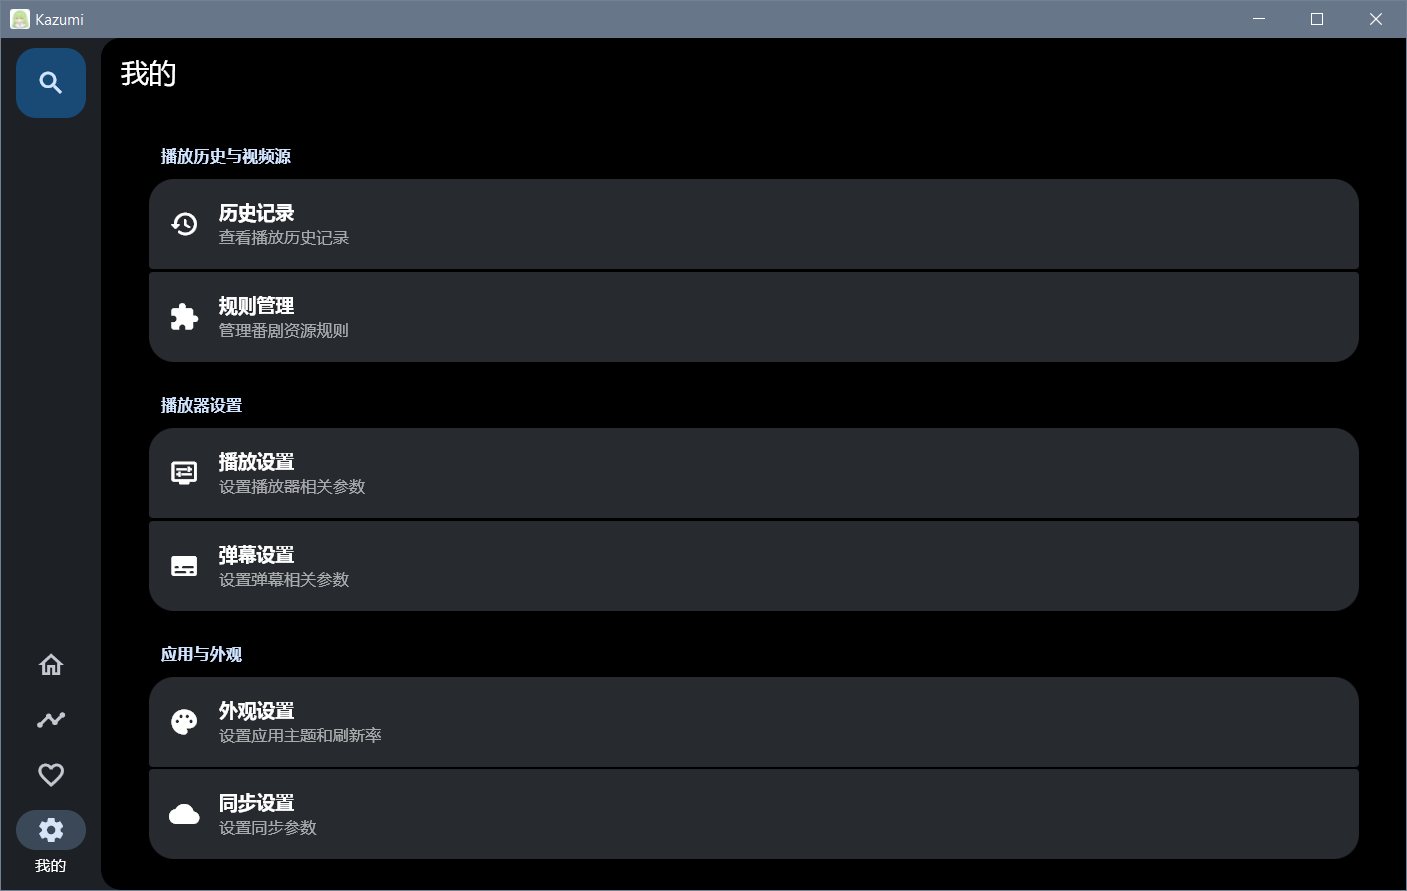 Kazumi
我的
播放历史与视频源
历史记录
查看播放历史记录
规则管理
管理番剧资源规则
播放器设置
播放设置
设置播放器相关参数
弹幕设置
设置弹幕相关参数
应用与外观
外观设置
设置应用主题和刷新率
同步设置
设置同步参数
我的